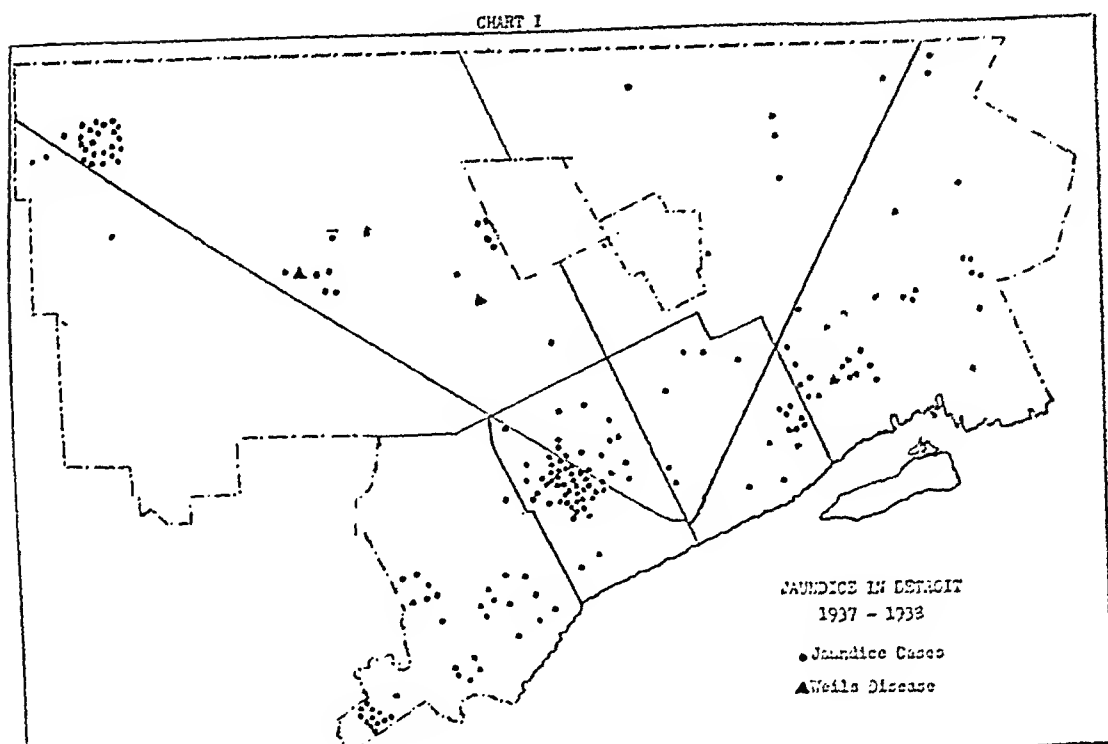 CHART I
JAUNDICE IN DETROIT
1937 - 1938
Jaundice Cases
Weils Disease